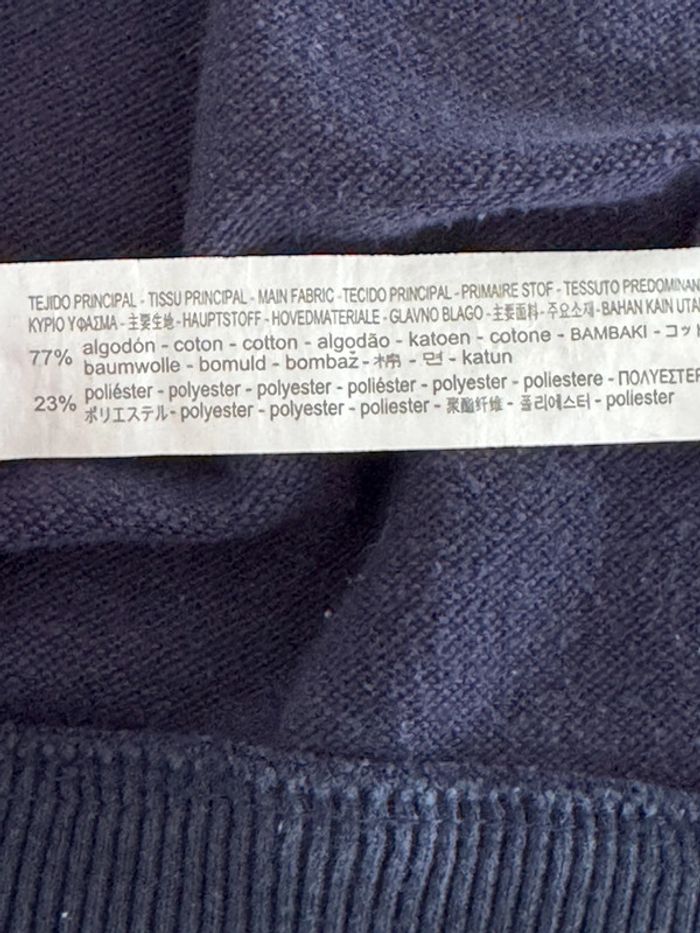 TEJIDO PRINCIPAL - TISSU PRINCIPAL - MAIN FABRIC - TECIDO PRINCIPAL - PRIMAIRE STOF - TESSUTO PREDOMINAN
ΚΥΡΙΟ ΥΦΑΣΜΑ - 主要生地 - HAUPTSTOFF - HOVEDMATERIALE - GLAVNO BLAGO - 主要面料 - 주요소재 - BAHAN KAIN UTA
77% algodón - coton - cotton - algodão - katoen - cotone - BAMBAKI - コッ
baumwolle - bomuld - bombaž - 棉 - 면 - katun
23% poliéster - polyester - polyester - poliéster - polyester - poliestere - ΠΟΛΥΕΣΤΕΡ
ポリエステル - polyester - polyester - poliester - 聚酯纤维 - 폴리에스터 - poliester